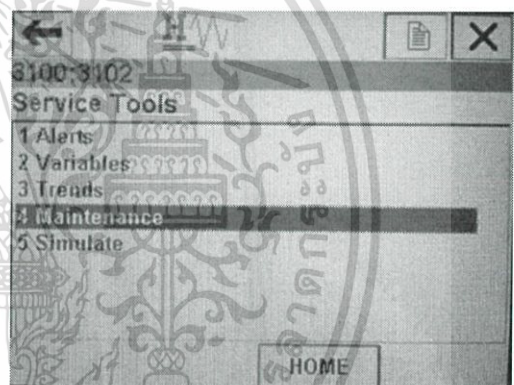 3100:3102
Service Tools
1 Alerts
2 Variables
3 Trends
4 Maintenance
5 Simulate
HOME